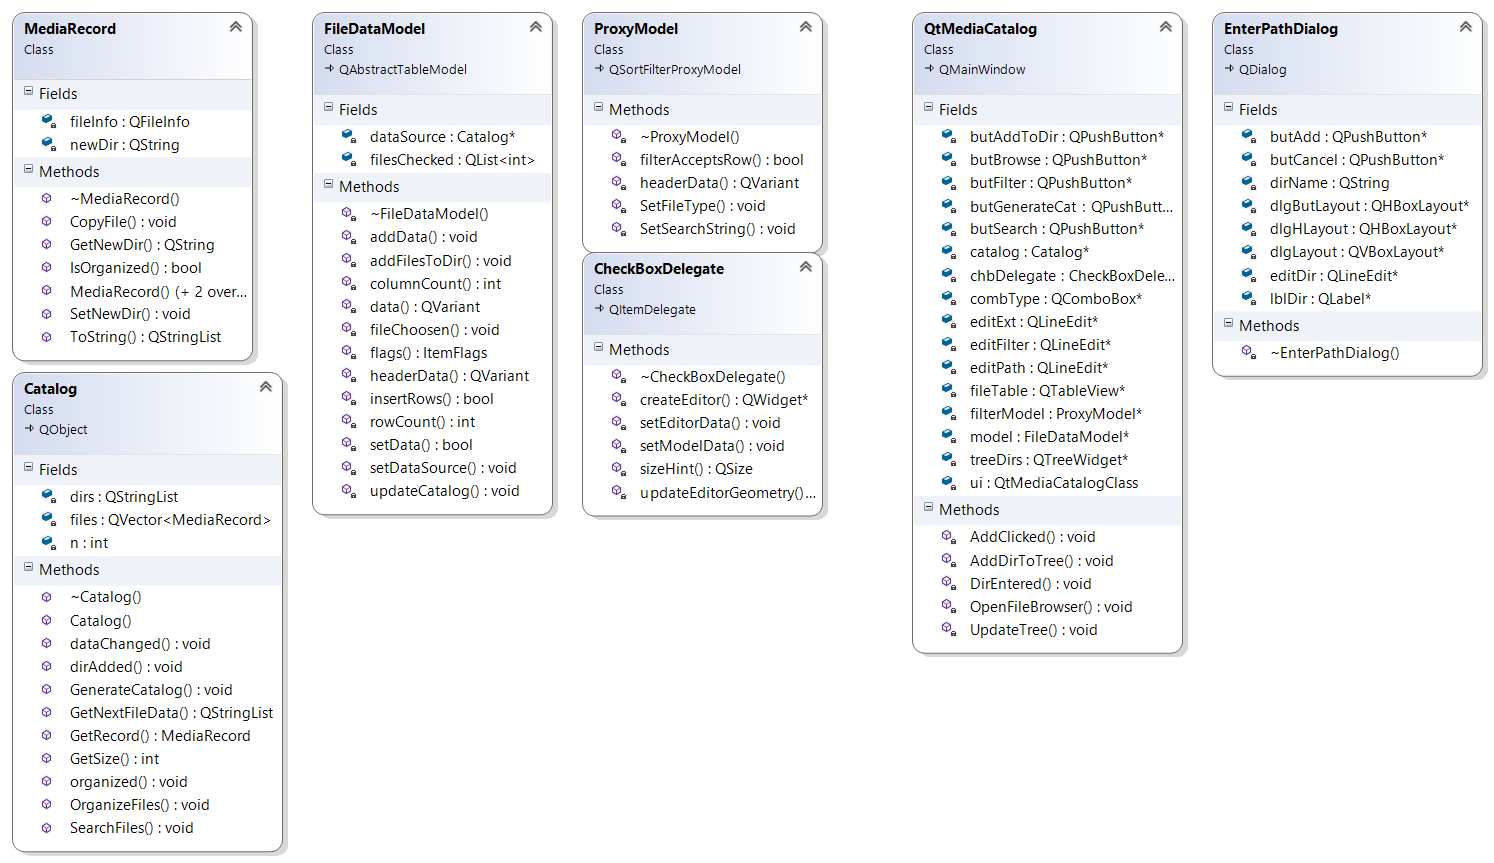 MediaRecord
Class
Fields
fileInfo : QFileInfo
newDir : QString
Methods
~MediaRecord()
CopyFile() : void
GetNewDir() : QString
IsOrganized() : bool
MediaRecord() (+ 2 over...
SetNewDir() : void
ToString() : QStringList
Catalog
Class
QObject
Fields
dirs : QStringList
files : QVector<MediaRecord>
n : int
Methods
~Catalog()
Catalog()
dataChanged() : void
dirAdded() : void
GenerateCatalog() : void
GetNextFileData() : QStringList
GetRecord() : MediaRecord
GetSize() : int
organized() : void
OrganizeFiles() : void
SearchFiles() : void
FileDataModel
Class
QAbstractTableModel
Fields
dataSource : Catalog*
filesChecked : QList<int>
Methods
~FileDataModel()
addData() : void
addFilesToDir() : void
columnCount() : int
data() : QVariant
fileChoosen() : void
flags() : ItemFlags
headerData() : QVariant
insertRows() : bool
rowCount() : int
setData() : bool
setDataSource() : void
updateCatalog() : void
ProxyModel
Class
QSortFilterProxyModel
Methods
~ProxyModel()
filterAcceptsRow() : bool
headerData() : QVariant
SetFileType() : void
SetSearchString() : void
CheckBoxDelegate
Class
QItemDelegate
Methods
~CheckBoxDelegate()
createEditor() : QWidget*
setEditorData() : void
setModelData() : void
sizeHint() : QSize
updateEditorGeometry()...
QtMediaCatalog
Class
QMainWindow
Fields
butAddToDir : QPushButton*
butBrowse : QPushButton*
butFilter : QPushButton*
butGenerateCat : QPushButt...
butSearch : QPushButton*
catalog : Catalog*
chbDelegate : CheckBoxDele...
combType : QComboBox*
editExt : QLineEdit*
editFilter : QLineEdit*
editPath : QLineEdit*
fileTable : QTableView*
filterModel : ProxyModel*
model : FileDataModel*
treeDirs : QTreeWidget*
ui : QtMediaCatalogClass
Methods
AddClicked() : void
AddDirToTree() : void
DirEntered() : void
OpenFileBrowser() : void
UpdateTree() : void
EnterPathDialog
Class
QDialog
Fields
butAdd : QPushButton*
butCancel : QPushButton*
dirName : QString
dlgButLayout : QHBoxLayout*
dlgHLayout : QHBoxLayout*
dlgLayout : QVBoxLayout*
editDir : QLineEdit*
lblDir : QLabel*
Methods
~EnterPathDialog()